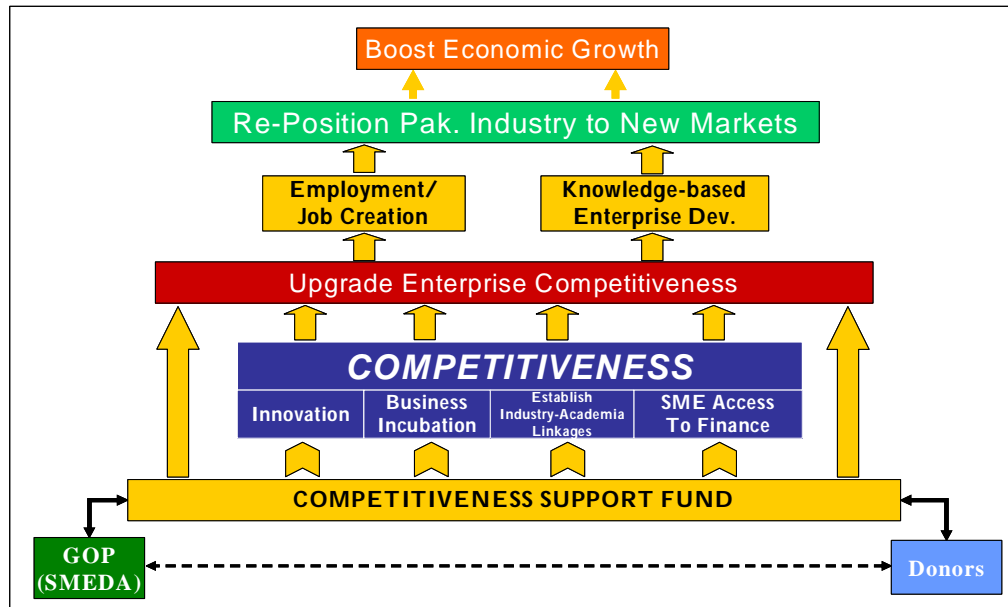 Boost Economic Growth
Re-Position Pak. Industry to New Markets
Employment/
Job Creation
Knowledge-based
Enterprise Dev.
Upgrade Enterprise Competitiveness
COMPETITIVENESS
Innovation
Business
Incubation
Establish
Industry-Academia
Linkages
SME Access
To Finance
COMPETITIVENESS SUPPORT FUND
GOP
(SMEDA)
Donors